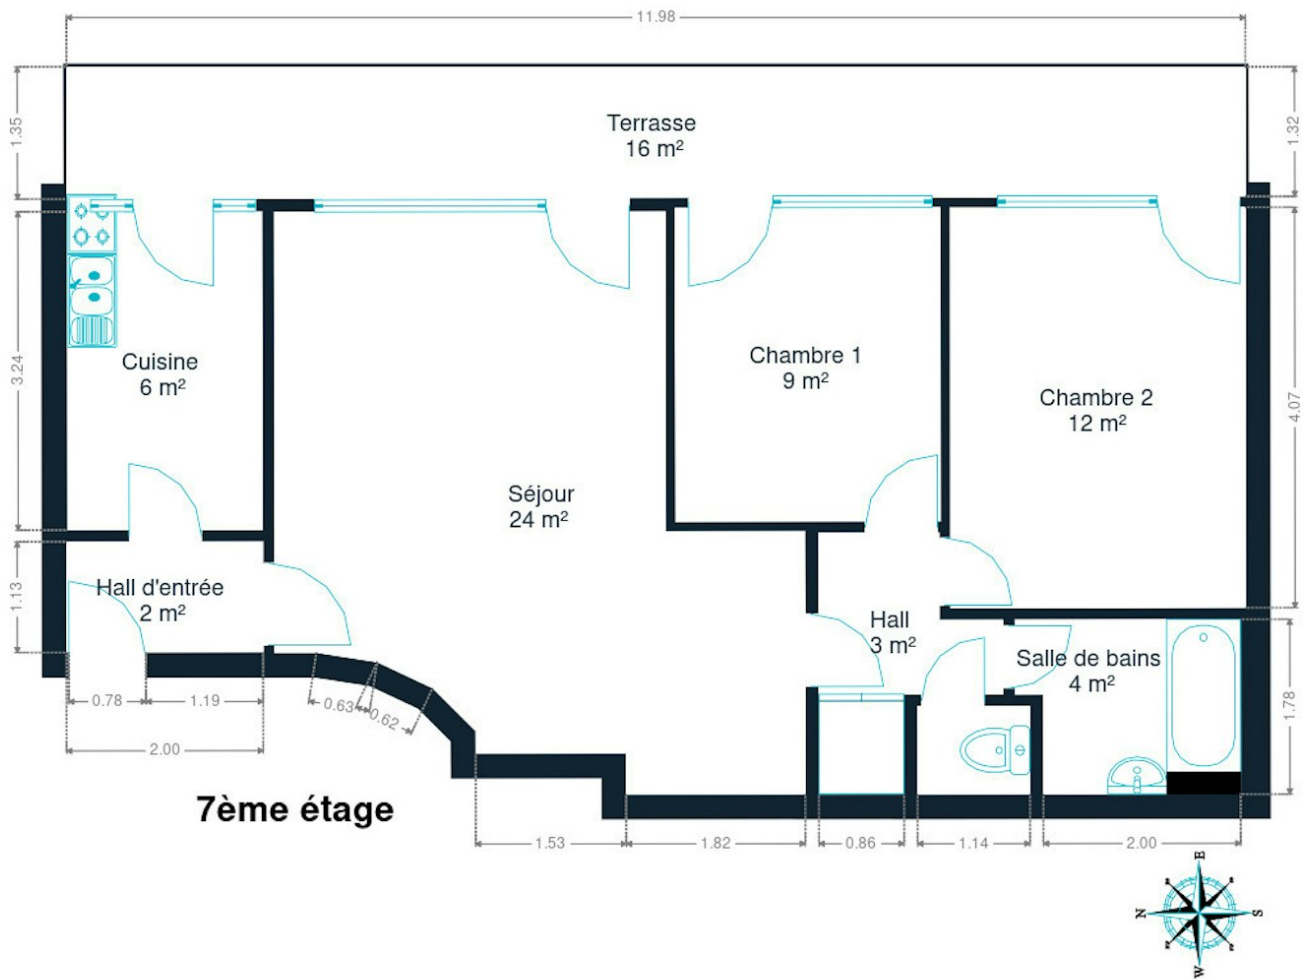 11.98
1.35
1.32
Terrasse
16 m²
3.24
4.07
Cuisine
6 m²
Chambre 1
9 m²
Chambre 2
12 m²
Séjour
24 m²
1.13
Hall d'entrée
2 m²
Hall
3 m²
Salle de bains
4 m²
1.78
0.78
1.19
0.63
0.62
2.00
7ème étage
1.53
1.82
0.86
1.14
2.00
E
N
S
W